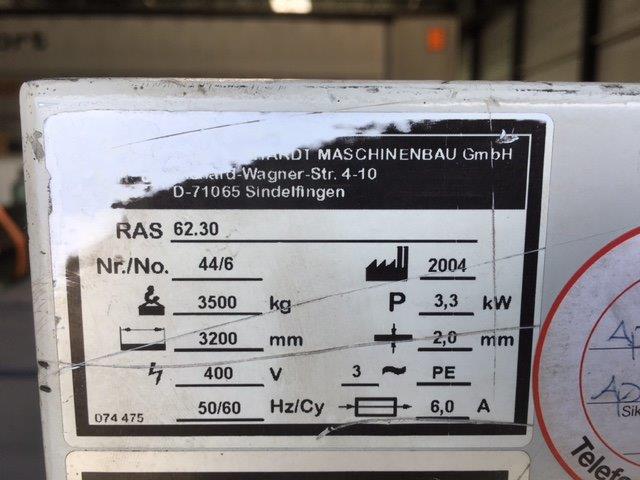 MASCHINENBAU GmbH
-Wagner-Str. 4-10
D-71065 Sindelfingen
RAS 62.30
Nr./No. 44/6 2004
3500 kg P 3,3 kW
3200 mm 2,0 mm
400 V 3 ~ PE
50/60 Hz/Cy 6,0 A
074 475
Telefo